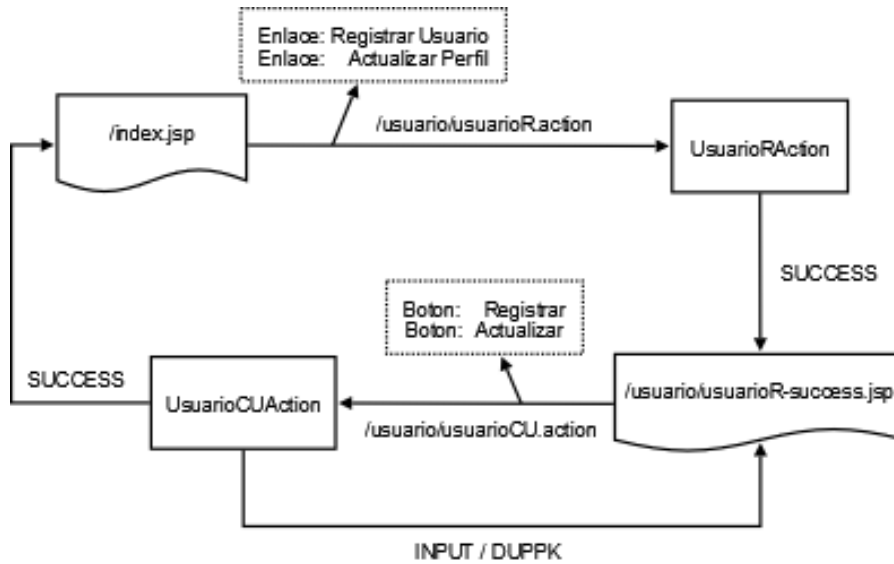 Enlace: Registrar Usuario
Enlace: Actualizar Perfil
/index.jsp
/usuario/usuarioR.action
UsuarioRAction
SUCCESS
Boton: Registrar
Boton: Actualizar
SUCCESS
UsuarioCUAction
/usuario/usuarioR-success.jsp
/usuario/usuarioCU.action
INPUT / DUPPK